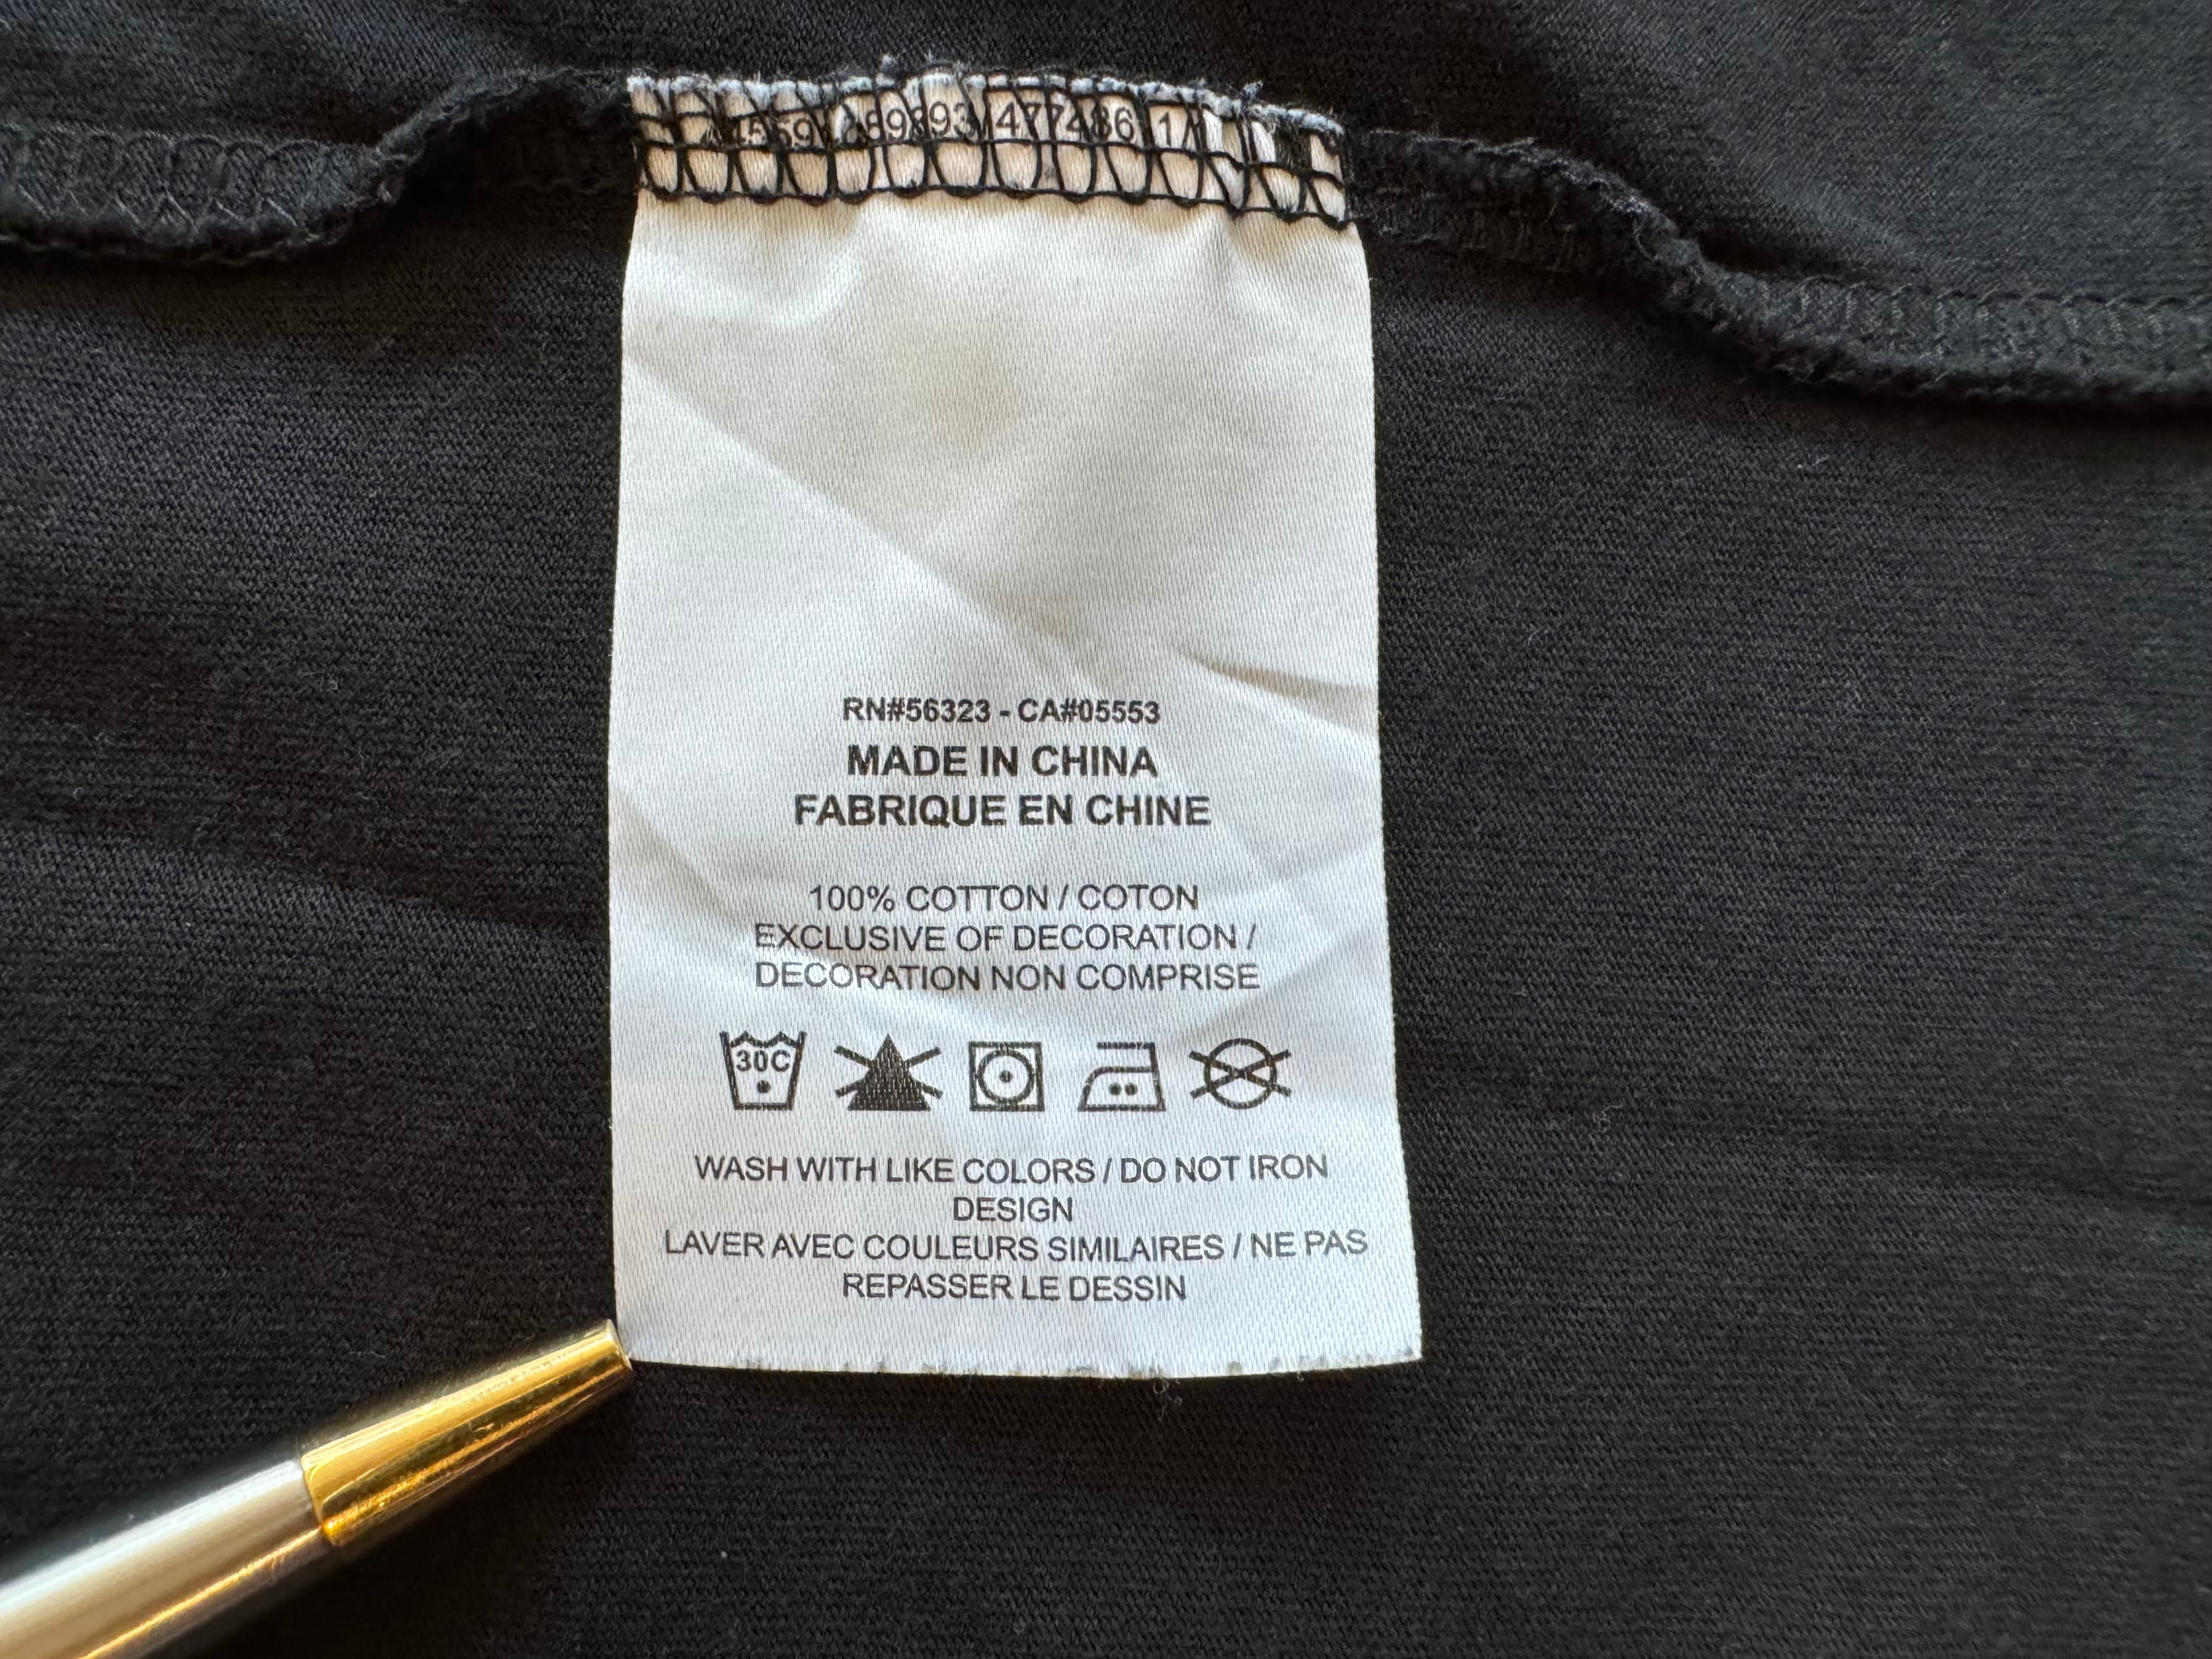 477486
RN#56323 - CA#05553
MADE IN CHINA
FABRIQUE EN CHINE
100% COTTON / COTON
EXCLUSIVE OF DECORATION /
DECORATION NON COMPRISE
30C
WASH WITH LIKE COLORS / DO NOT IRON
DESIGN
LAVER AVEC COULEURS SIMILAIRES / NE PAS
REPASSER LE DESSIN